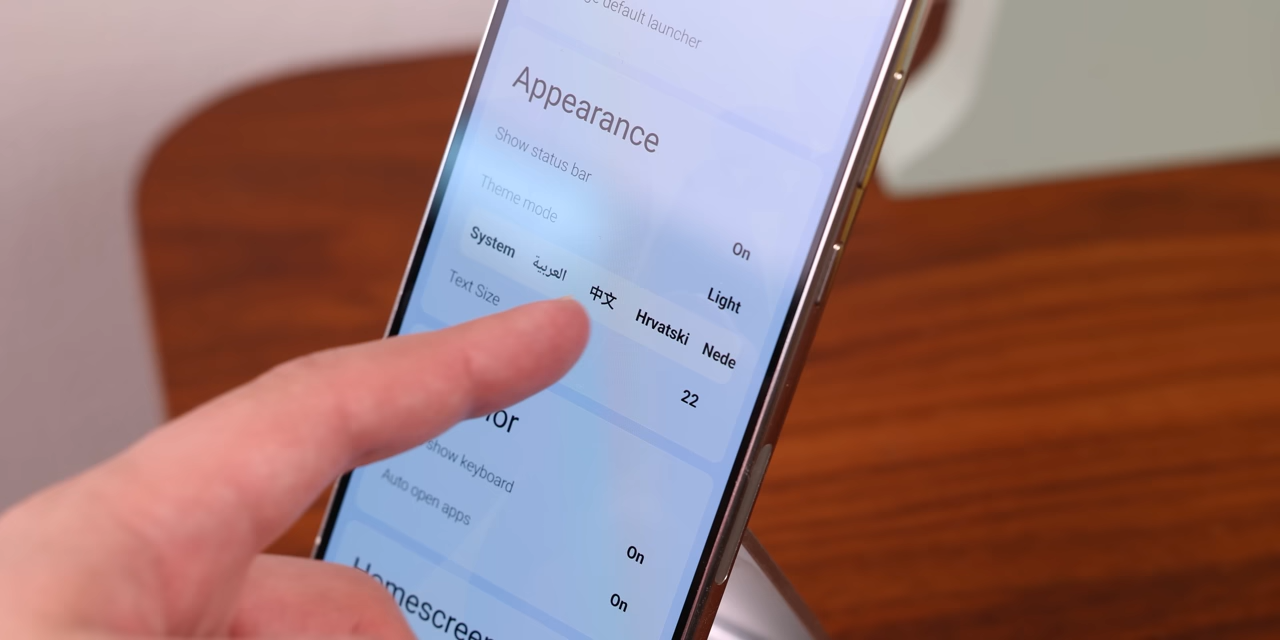 default launcher
Appearance
Show status bar
On
Theme mode
Light
System العربية 中文 Hrvatski Nede
Text Size
22
show keyboard
On
Auto open apps
On
Homescreen